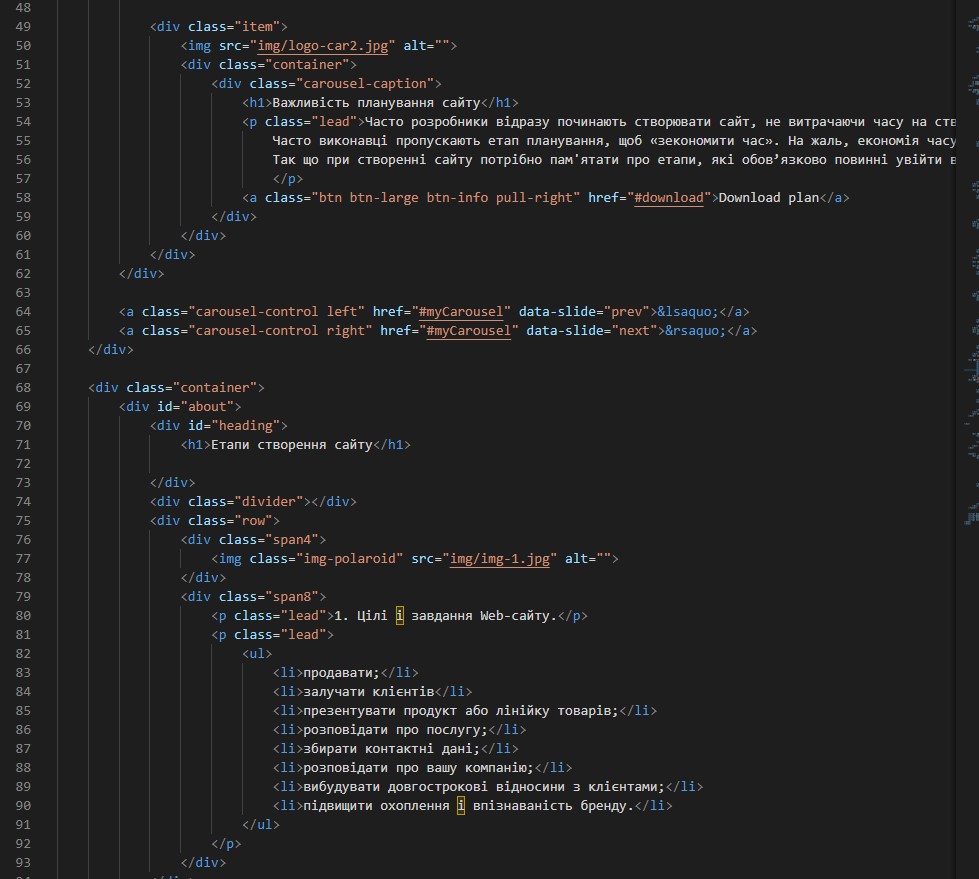 48
49 <div class="item">
50 <img src="img/logo-car2.jpg" alt="">
51 <div class="container">
52 <div class="carousel-caption">
53 <h1>Важливість планування сайту</h1>
54 <p class="lead">Часто розробники відразу починають створювати сайт, не витрачаючи часу на ств
55 Часто виконавці пропускають етап планування, щоб «зекономити час». На жаль, економія часу
56 Так що при створенні сайту потрібно пам'ятати про етапи, які обов’язково повинні увійти в
57 </p>
58 <a class="btn btn-large btn-info pull-right" href="#download">Download plan</a>
59 </div>
60 </div>
61 </div>
62 </div>
63
64 <a class="carousel-control left" href="#myCarousel" data-slide="prev">&lsaquo;</a>
65 <a class="carousel-control right" href="#myCarousel" data-slide="next">&rsaquo;</a>
66 </div>
67
68 <div class="container">
69 <div id="about">
70 <div id="heading">
71 <h1>Етапи створення сайту</h1>
72
73 </div>
74 <div class="divider"></div>
75 <div class="row">
76 <div class="span4">
77 <img class="img-polaroid" src="img/img-1.jpg" alt="">
78 </div>
79 <div class="span8">
80 <p class="lead">1. Цілі і завдання Web-сайту.</p>
81 <p class="lead">
82 <ul>
83 <li>продавати;</li>
84 <li>залучати клієнтів</li>
85 <li>презентувати продукт або лінійку товарів;</li>
86 <li>розповідати про послугу;</li>
87 <li>збирати контактні дані;</li>
88 <li>розповідати про вашу компанію;</li>
89 <li>вибудувати довгострокові відносини з клієнтами;</li>
90 <li>підвищити охоплення і впізнаваність бренду.</li>
91 </ul>
92 </p>
93 </div>